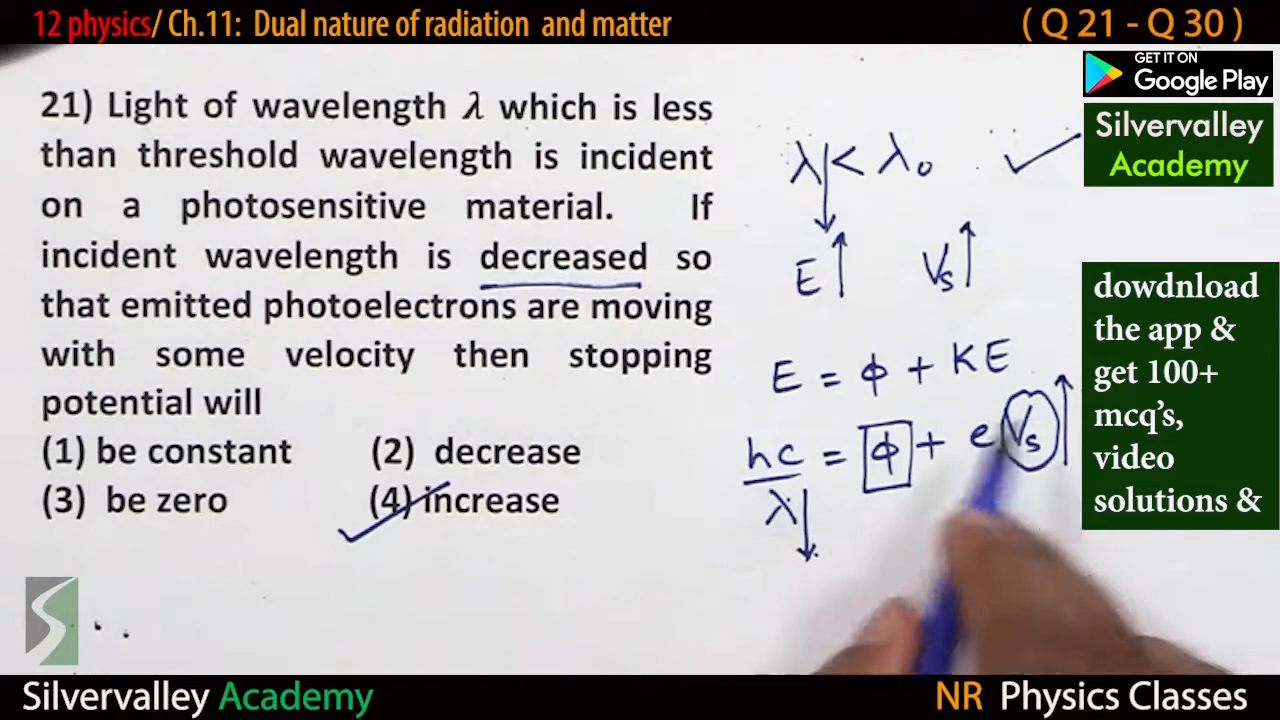 12 physics/ Ch.11: Dual nature of radiation and matter
( Q 21 - Q 30 )
21) Light of wavelength λ which is less
than threshold wavelength is incident
on a photosensitive material. If
incident wavelength is decreased so
that emitted photoelectrons are moving
with some velocity then stopping
potential will
(1) be constant (2) decrease
(3) be zero (4) increase
λ↓ < λ₀ ✓
E↑ Vs↑
E = ϕ + KE
hc/λ↓ = ϕ + eVs↑
GET IT ON
Google Play
Silvervalley
Academy
dowdnload
the app &
get 100+
mcq's,
video
solutions &
Silvervalley Academy
NR Physics Classes